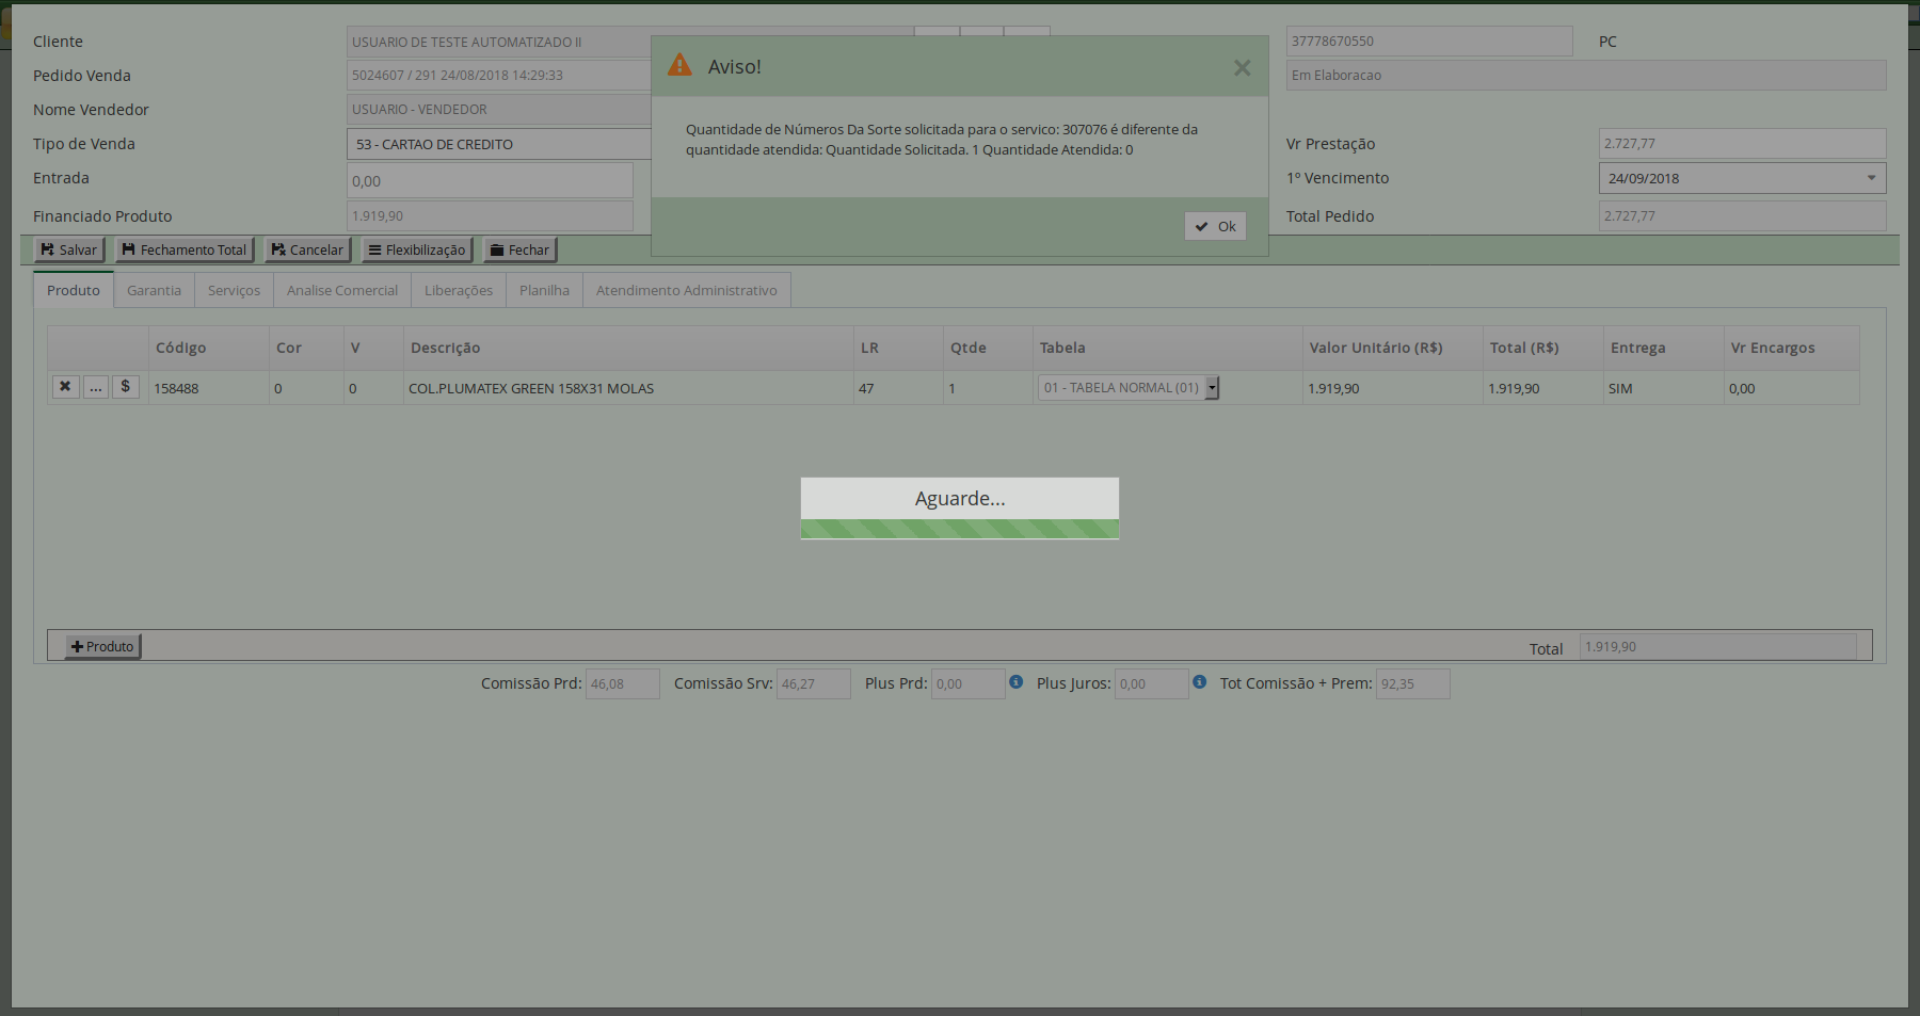 Cliente
USUARIO DE TESTE AUTOMATIZADO II
37778670550
PC
Pedido Venda
5024607 / 291 24/08/2018 14:29:33
Em Elaboracao
Nome Vendedor
USUARIO - VENDEDOR
Tipo de Venda
53 - CARTAO DE CREDITO
Vr Prestação
2.727,77
Entrada
0,00
1º Vencimento
24/09/2018
Financiado Produto
1.919,90
Total Pedido
2.727,77
Aviso!
Quantidade de Números Da Sorte solicitada para o servico: 307076 é diferente da
quantidade atendida: Quantidade Solicitada. 1 Quantidade Atendida: 0
Ok
Salvar Fechamento Total Cancelar Flexibilização Fechar
Produto Garantia Serviços Analise Comercial Liberações Planilha Atendimento Administrativo
Código Cor V Descrição LR Qtde Tabela Valor Unitário (R$) Total (R$) Entrega Vr Encargos
... $ 158488 0 0 COL.PLUMATEX GREEN 158X31 MOLAS 47 1 01 - TABELA NORMAL (01) 1.919,90 1.919,90 SIM 0,00
Aguarde...
Produto
Total 1.919,90
Comissão Prd: 46,08 Comissão Srv: 46,27 Plus Prd: 0,00 Plus Juros: 0,00 Tot Comissão + Prem: 92,35